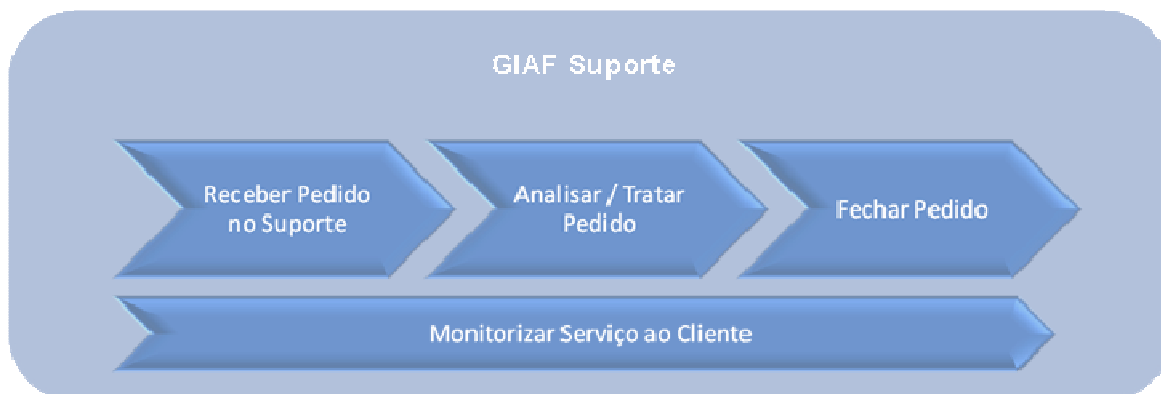 GIAF Suporte
Receber Pedido
no Suporte
Analisar / Tratar
Pedido
Fechar Pedido
Monitorizar Serviço ao Cliente